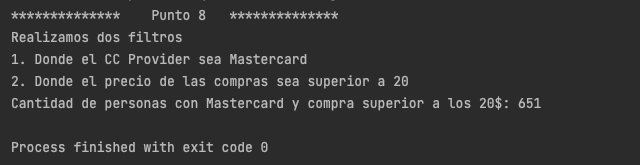 ************** Punto 8 **************
Realizamos dos filtros
1. Donde el CC Provider sea Mastercard
2. Donde el precio de las compras sea superior a 20
Cantidad de personas con Mastercard y compra superior a los 20$: 651
Process finished with exit code 0